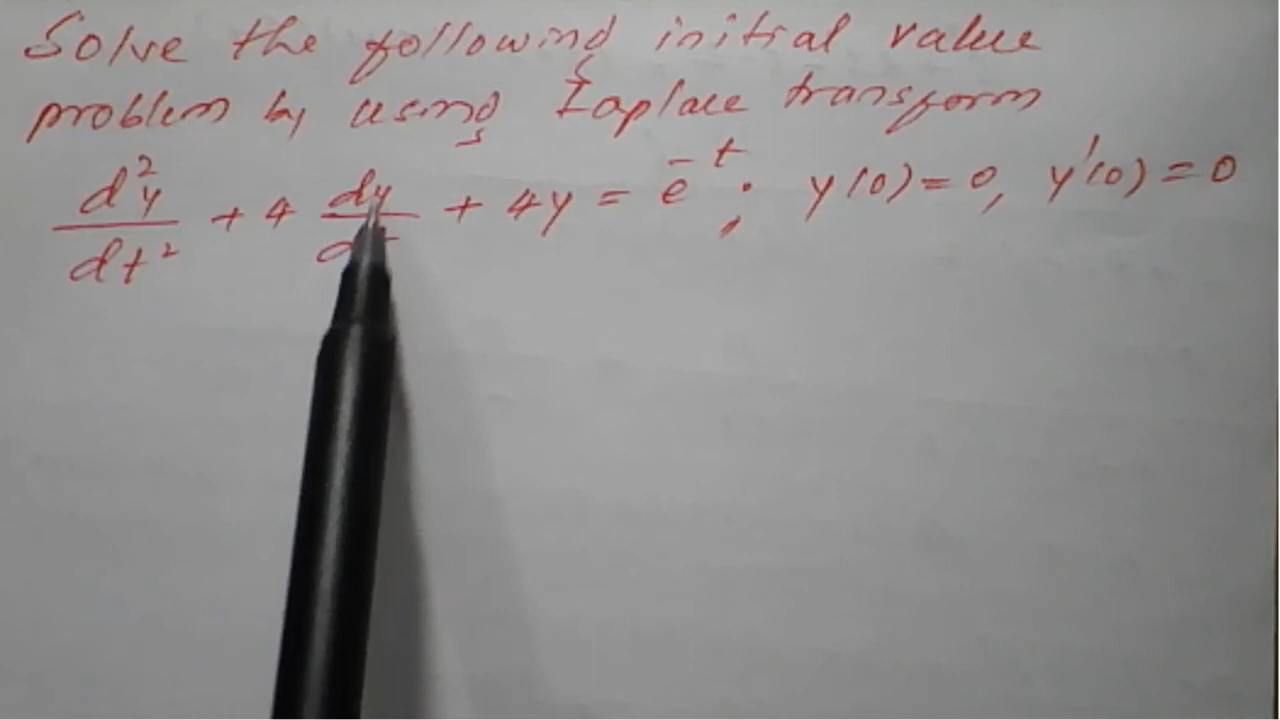 Solve the following initial value
problem by using Laplace transform
d²y/dt² + 4 dy/dt + 4y = e⁻ᵗ; y(0)=0, y'(0)=0